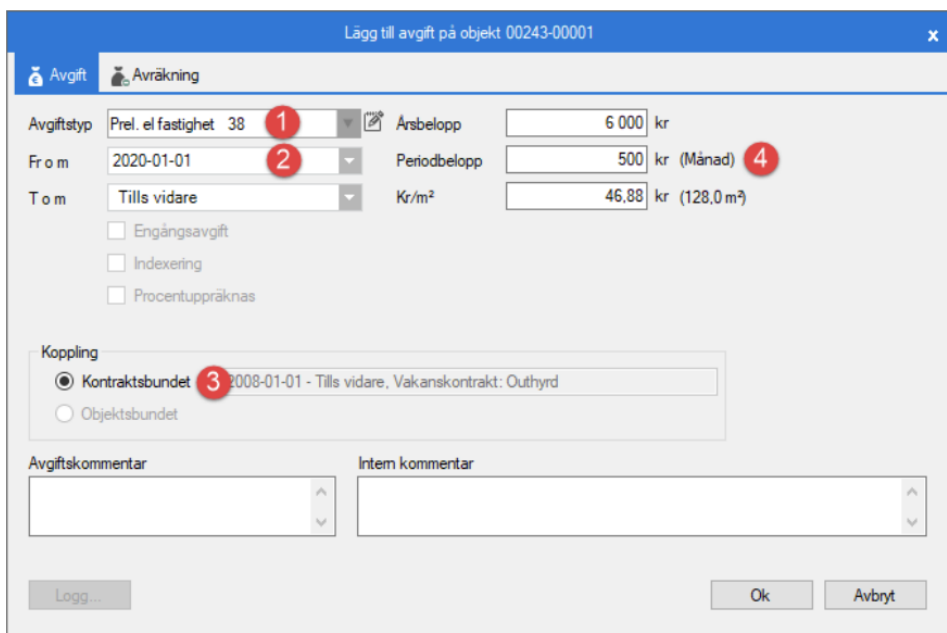 Lägg till avgift på objekt 00243-00001 x
Avgift Avräkning
Avgiftstyp Prel. el fastighet 38 1 Årsbelopp 6 000 kr
From 2020-01-01 2 Periodbelopp 500 kr (Månad) 4
Tom Tills vidare Kr/m² 46,88 kr (128,0 m²)
Engångsavgift
Indexering
Procentuppräknas
Koppling
Kontraktsbundet 3 2008-01-01 - Tills vidare, Vakanskontrakt: Outhyrd
Objektsbundet
Avgiftskommentar Intern kommentar
Logg... Ok Avbryt